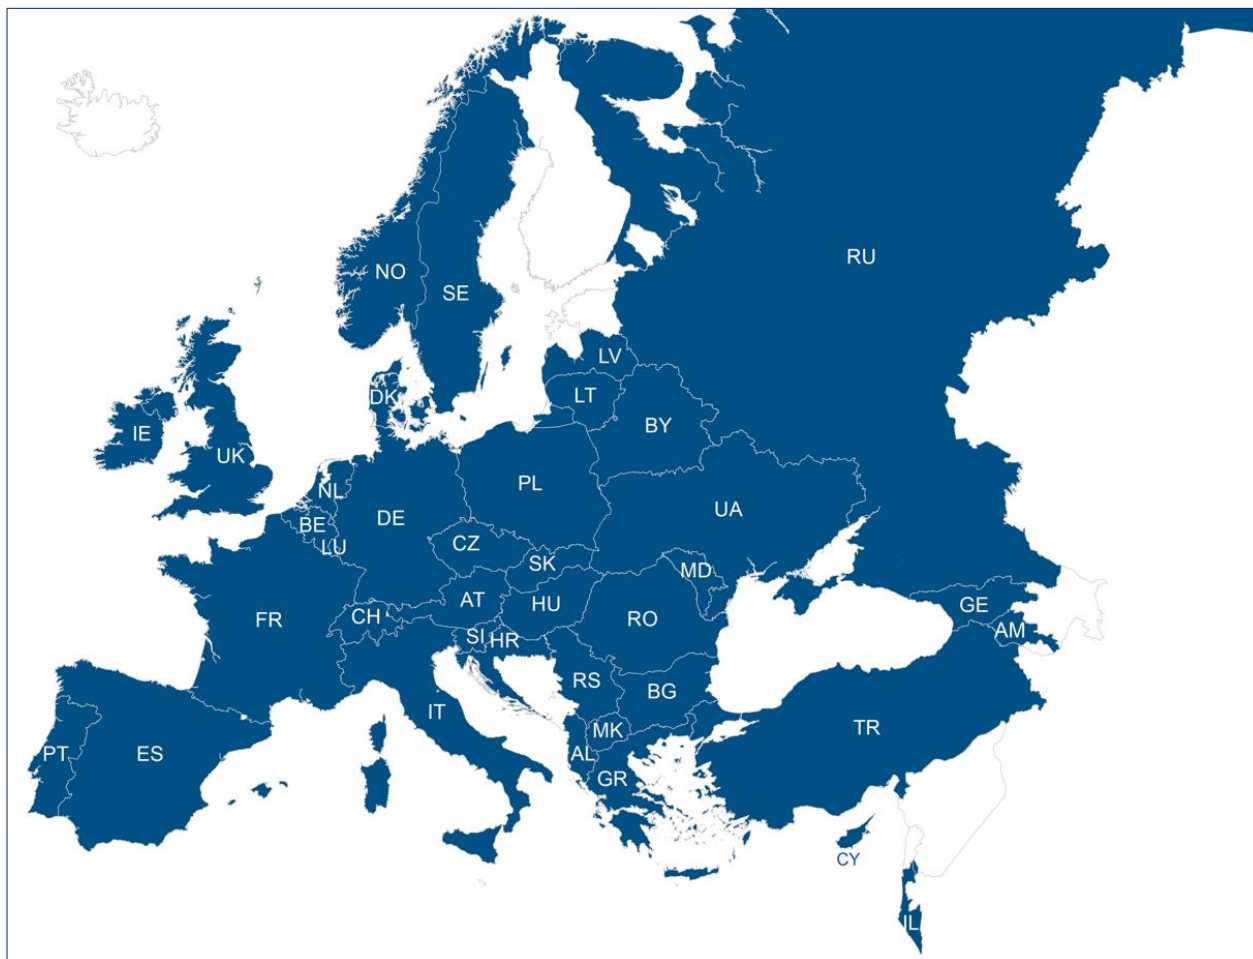 RU
NO
SE
LV
DK
LT
BY
IE
UK
PL
NL
DE
UA
BE
CZ
LU
SK
MD
AT
HU
GE
CH
FR
RO
AM
SI
HR
RS
BG
IT
MK
TR
PT
ES
AL
GR
CY
IL